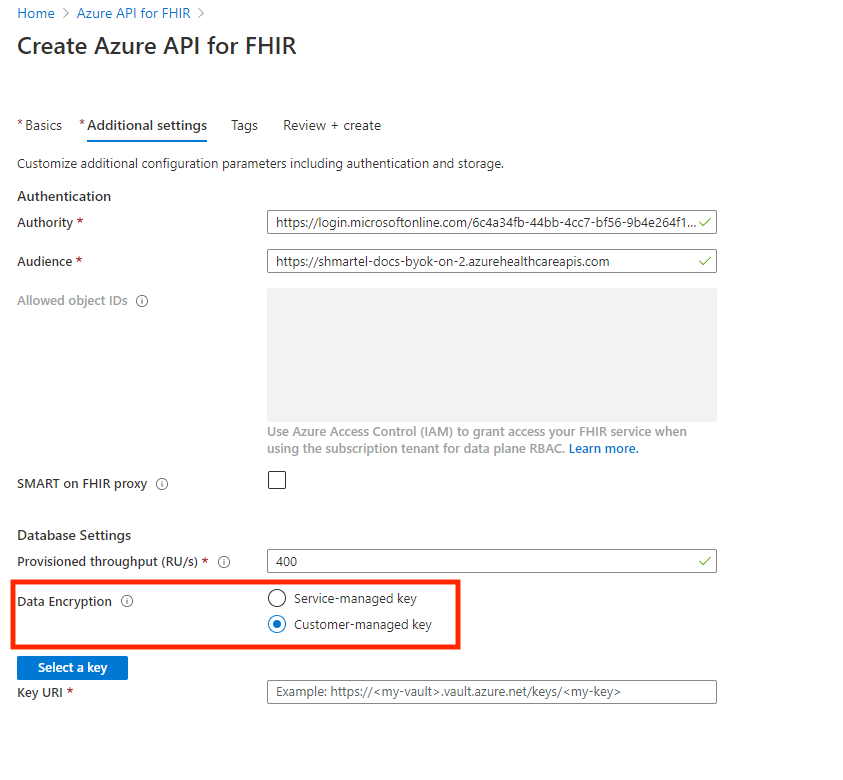 Home > Azure API for FHIR >
Create Azure API for FHIR
* Basics * Additional settings Tags Review + create
Customize additional configuration parameters including authentication and storage.
Authentication
Authority * https://login.microsoftonline.com/6c4a34fb-44bb-4cc7-bf56-9b4e264f1...
Audience * https://shmartel-docs-byok-on-2.azurehealthcareapis.com
Allowed object IDs
Use Azure Access Control (IAM) to grant access your FHIR service when
using the subscription tenant for data plane RBAC. Learn more.
SMART on FHIR proxy
Database Settings
Provisioned throughput (RU/s) * 400
Data Encryption Service-managed key
Customer-managed key
Select a key
Key URI * Example: https://<my-vault>.vault.azure.net/keys/<my-key>